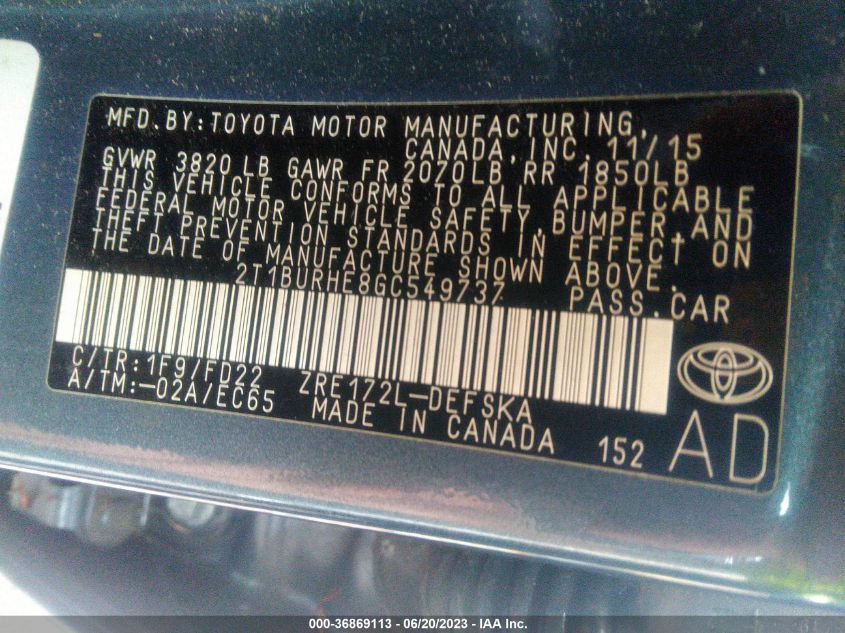 MFD.BY:TOYOTA MOTOR MANUFACTURING,
CANADA,INC. 11/15
GVWR 3820 LB GAWR FR 2070LB RR 1850LB
THIS VEHICLE CONFORMS TO ALL APPLICABLE
FEDERAL MOTOR VEHICLE SAFETY,BUMPER,AND
THEFT PREVENTION STANDARDS IN EFFECT ON
THE DATE OF MANUFACTURE SHOWN ABOVE.
2T1BURHE8GC549737 PASS.CAR
C/TR:1F9/FD22 ZRE172L-DEFSKA
A/TM:-02A/EC65 MADE IN CANADA 152 AD
000-36869113 - 06/20/2023 - IAA Inc.